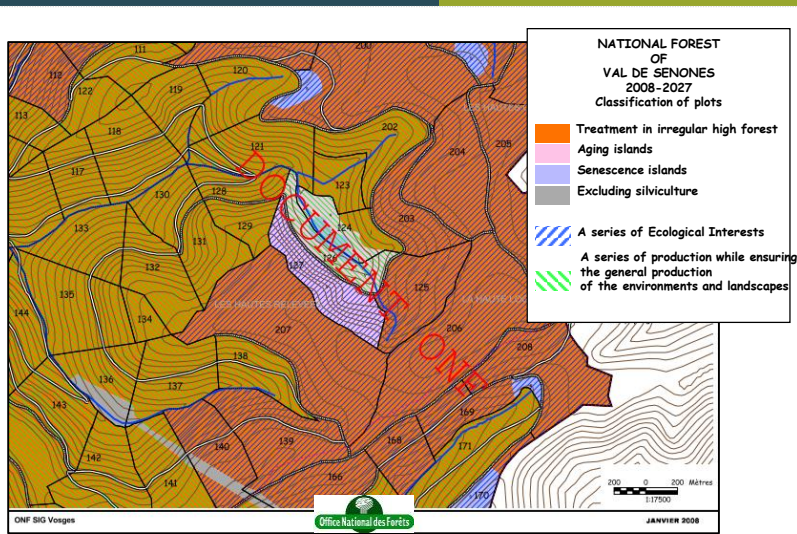 NATIONAL FOREST
OF
VAL DE SENONES
2008-2027
Classification of plots
Treatment in irregular high forest
Aging islands
Senescence islands
Excluding silviculture
A series of Ecological Interests
A series of production while ensuring
the general production
of the environments and landscapes
111
200
112
122
119
120
113
118
202
LES HAUTES
121
204
205
117
123
130
128
203
133
129
124
131
126
132
127
125
135
LES HAUTES
144
134
207
206
208
138
136
137
143
169
140
139
168
171
142
141
166
170
DOCUMENT ONF
200 0 200 Mètres
1:17500
ONF SIG Vosges
Office National des Forêts
JANVIER 2008